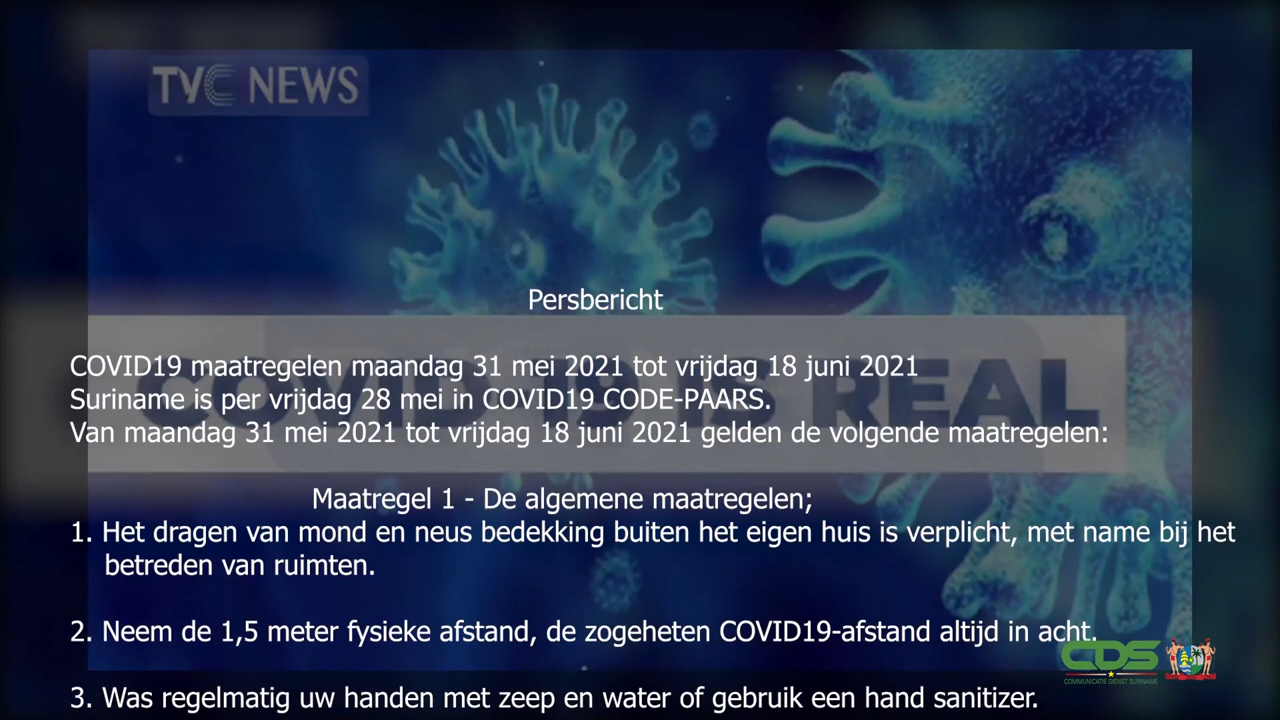 TVC NEWS
Persbericht
COVID19 maatregelen maandag 31 mei 2021 tot vrijdag 18 juni 2021
Suriname is per vrijdag 28 mei in COVID19 CODE-PAARS.
Van maandag 31 mei 2021 tot vrijdag 18 juni 2021 gelden de volgende maatregelen:
COVID 19 IS REAL
Maatregel 1 - De algemene maatregelen;
1. Het dragen van mond en neus bedekking buiten het eigen huis is verplicht, met name bij het
betreden van ruimten.
2. Neem de 1,5 meter fysieke afstand, de zogeheten COVID19-afstand altijd in acht.
CDS
COMMUNICATIE DIENST SURINAME
3. Was regelmatig uw handen met zeep en water of gebruik een hand sanitizer.